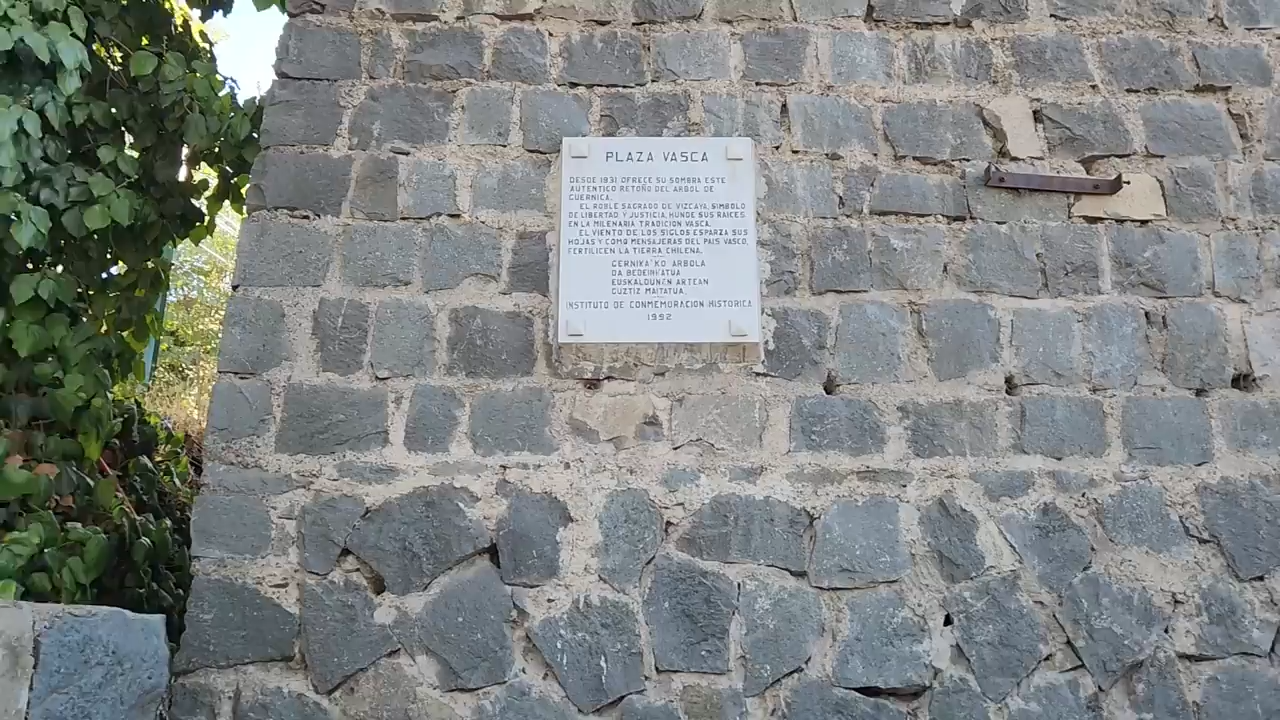 PLAZA VASCA
DESDE 1931 OFRECE SU SOMBRA ESTE
AUTENTICO RETOÑO DEL ARBOL DE
GUERNICA.
EL ROBLE SAGRADO DE VIZCAYA, SIMBOLO
DE LIBERTAD Y JUSTICIA, HUNDE SUS RAICES
EN LA MILENARIA TRADICION VASCA.
EL VIENTO DE LOS SIGLOS ESPARZA SUS
HOJAS Y COMO MENSAJERAS DEL PAIS VASCO,
FERTILICEN LA TIERRA CHILENA.
GERNIKA'KO ARBOLA
DA BEDEINKATUA
EUSKALDUNEN ARTEAN
GUZTIZ MAITATUA.
INSTITUTO DE CONMEMORACION HISTORICA
1992